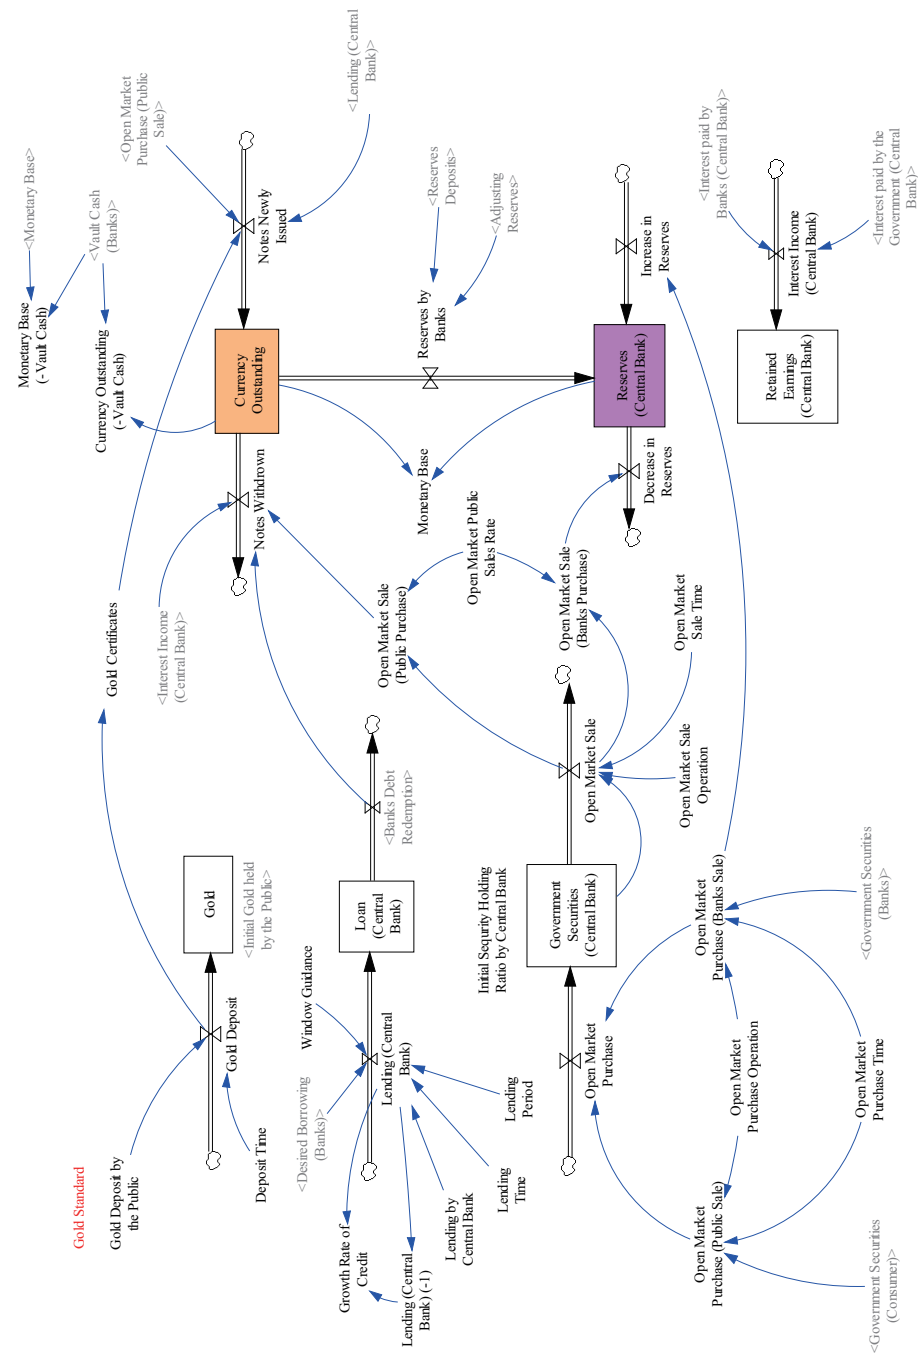 Gold Standard
Gold Deposit by
the Public
Deposit Time
Gold Deposit
Gold
<Initial Gold held
by the Public>
Gold Certificates
<Interest Income
(Central Bank)>
Notes Withdrawn
Currency Outstanding
(-Vault Cash)
Monetary Base
(-Vault Cash)
<Monetary Base>
<Vault Cash
(Banks)>
<Open Market
Purchase (Public
Sale)>
Notes Newly
Issued
<Lending (Central
Bank)>
Currency
Outstanding
<Desired Borrowing
(Banks)>
Window Guidance
Lending (Central
Bank)
Loan
(Central
Bank)
<Banks Debt
Redemption>
Growth Rate of
Credit
Lending (Central
Bank) (-1)
Lending by
Central Bank
Lending
Time
Lending
Period
Open Market Sale
(Public Purchase)
Monetary Base
Reserves by
Banks
<Reserves
Deposits>
<Adjusting
Reserves>
Open Market Public
Sales Rate
Initial Sequrity Holding
Ratio by Central Bank
Open Market
Purchase
Government
Securities
(Central Bank)
Open Market Sale
Open Market Sale
(Banks Purchase)
Decrease in
Reserves
Reserves
(Central Bank)
Increase in
Reserves
Open Market Sale
Operation
Open Market
Sale Time
Open Market
Purchase (Public Sale)
Open Market
Purchase Operation
Open Market
Purchase (Banks Sale)
<Government Securities
(Consumer)>
Open Market
Purchase Time
<Government Securities
(Banks)>
Retained
Earnings
(Central Bank)
Interest Income
(Central Bank)
<Interest paid by
Banks (Central Bank)>
<Interest paid by the
Government (Central
Bank)>